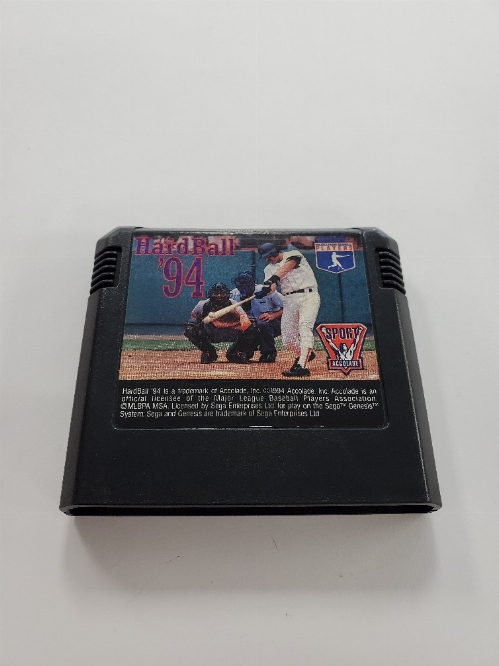 HardBall
'94
PLAYERS
SPORT
ACCOLADE
HardBall '94 is a trademark of Accolade, Inc. ©1994 Accolade, Inc. Accolade is an
official licensee of the Major League Baseball Players Association.
©MLBPA MSA. Licensed by Sega Enterprises Ltd. for play on the Sega™ Genesis™
System. Sega and Genesis are trademark of Sega Enterprises Ltd.